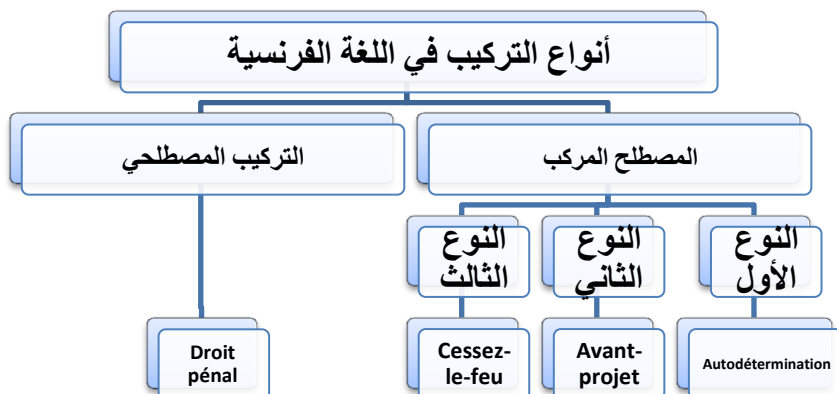 أنواع التركيب في اللغة الفرنسية
المصطلح المركب
التركيب المصطلحي
النوع
الأول
النوع
الثاني
النوع
الثالث
Autodétermination
Avant-
projet
Cessez-
le-feu
Droit
pénal